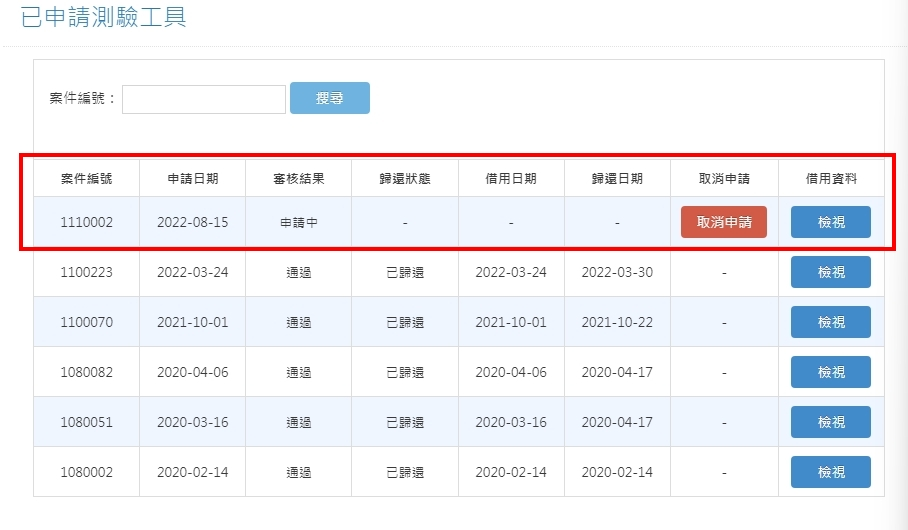 已申請測驗工具
案件編號： 搜尋
案件編號 申請日期 審核結果 歸還狀態 借用日期 歸還日期 取消申請 借用資料
1110002 2022-08-15 申請中 - - - 取消申請 檢視
1100223 2022-03-24 通過 已歸還 2022-03-24 2022-03-30 - 檢視
1100070 2021-10-01 通過 已歸還 2021-10-01 2021-10-22 - 檢視
1080082 2020-04-06 通過 已歸還 2020-04-06 2020-04-17 - 檢視
1080051 2020-03-16 通過 已歸還 2020-03-16 2020-04-17 - 檢視
1080002 2020-02-14 通過 已歸還 2020-02-14 2020-02-14 - 檢視